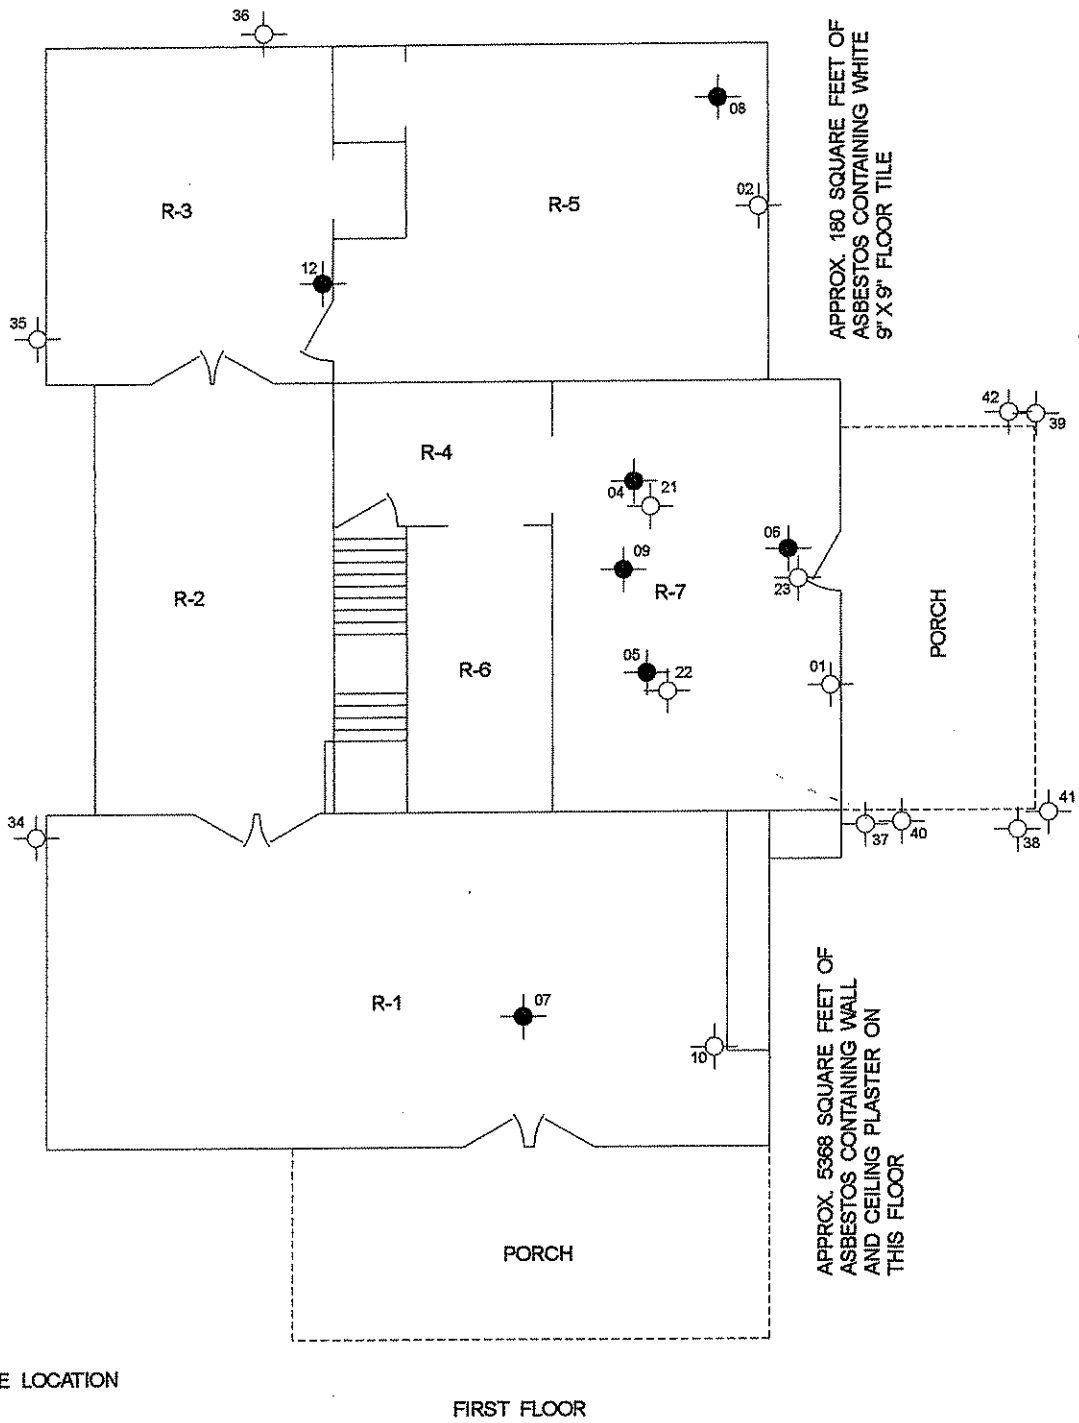 36
08
APPROX. 180 SQUARE FEET OF
ASBESTOS CONTAINING WHITE
9" X 9" FLOOR TILE
R-3
R-5
02
12
35
42
39
R-4
04
21
06
09
R-2
R-7
23
PORCH
R-6
05
22
01
34
37
40
38
41
R-1
07
10
APPROX. 5368 SQUARE FEET OF
ASBESTOS CONTAINING WALL
AND CEILING PLASTER ON
THIS FLOOR
PORCH
E LOCATION
FIRST FLOOR